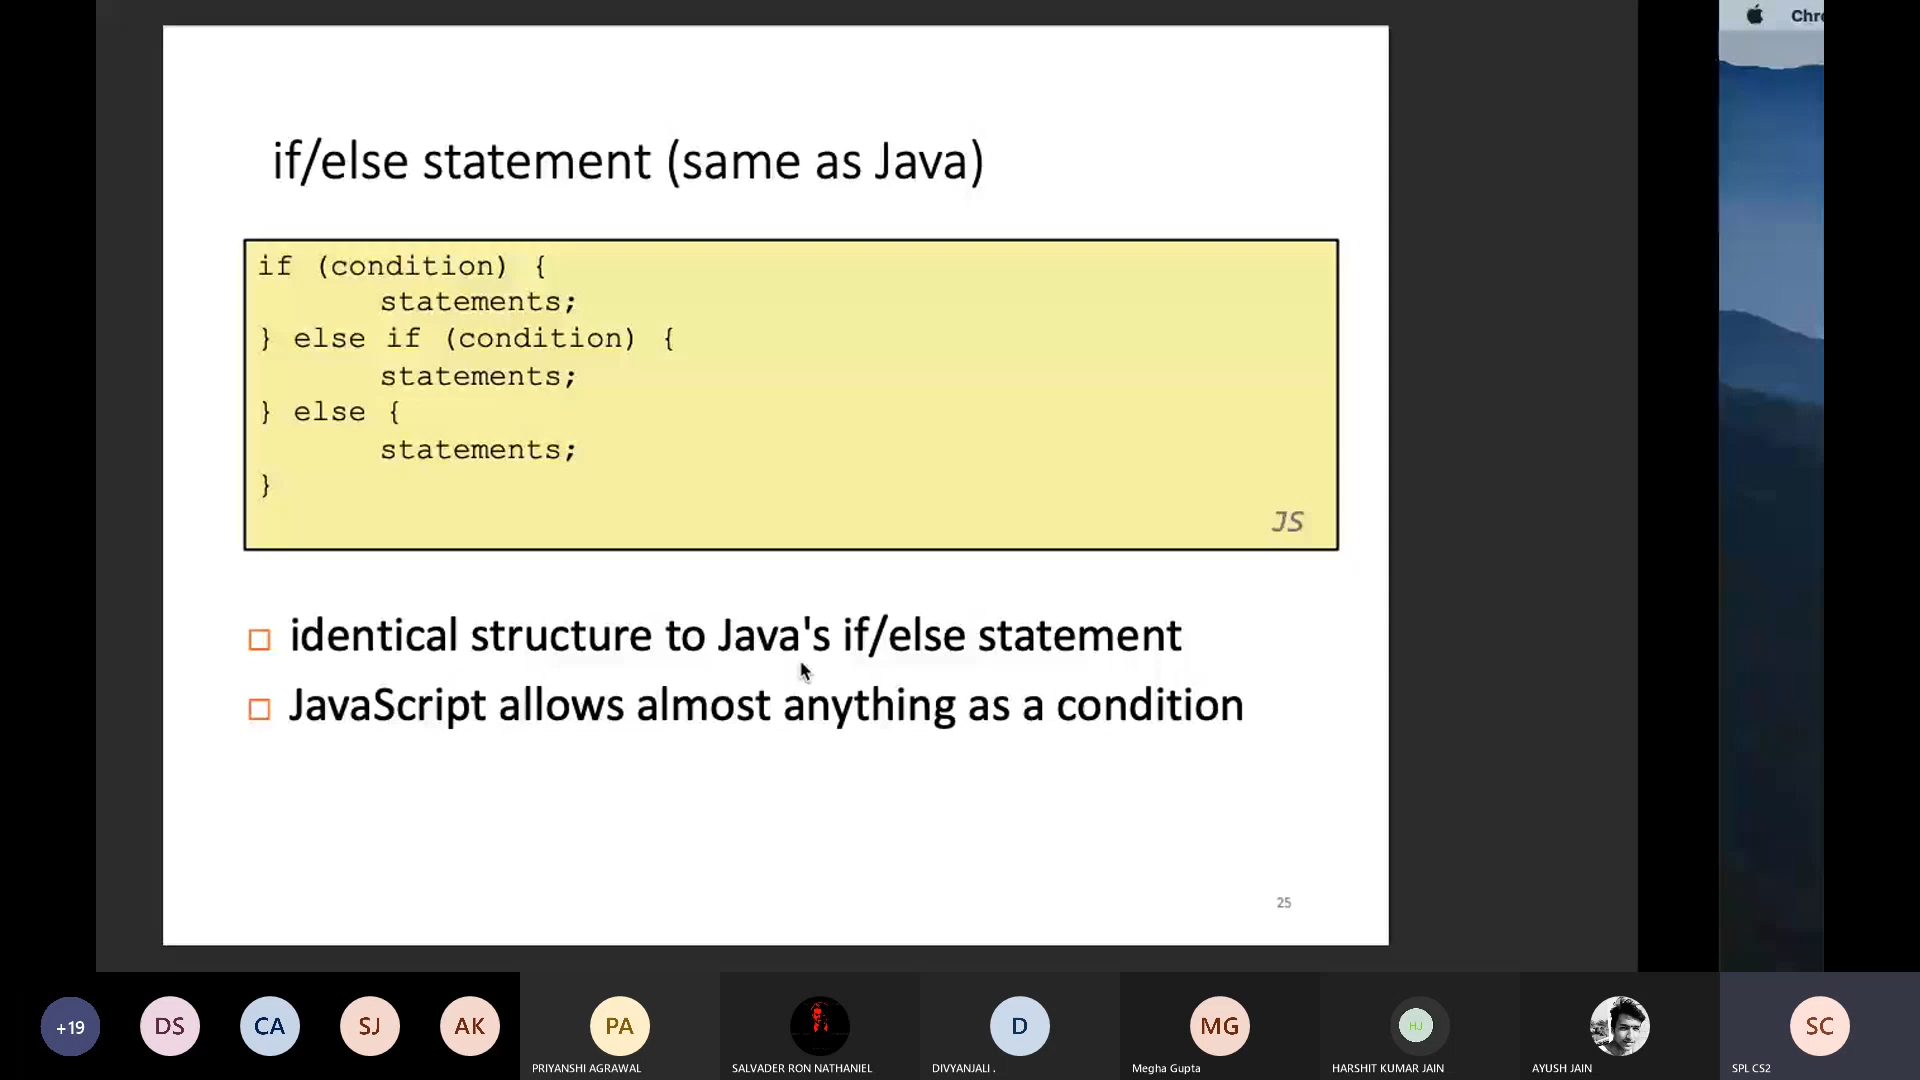 Chr
if/else statement (same as Java)
if (condition) {
statements;
} else if (condition) {
statements;
} else {
statements;
}
JS
identical structure to Java's if/else statement
JavaScript allows almost anything as a condition
25
+19
DS
CA
SJ
AK
PA
D
MG
HJ
SC
PRIYANSHI AGRAWAL
SALVADER RON NATHANIEL
DIVYANJALI .
Megha Gupta
HARSHIT KUMAR JAIN
AYUSH JAIN
SPL CS2